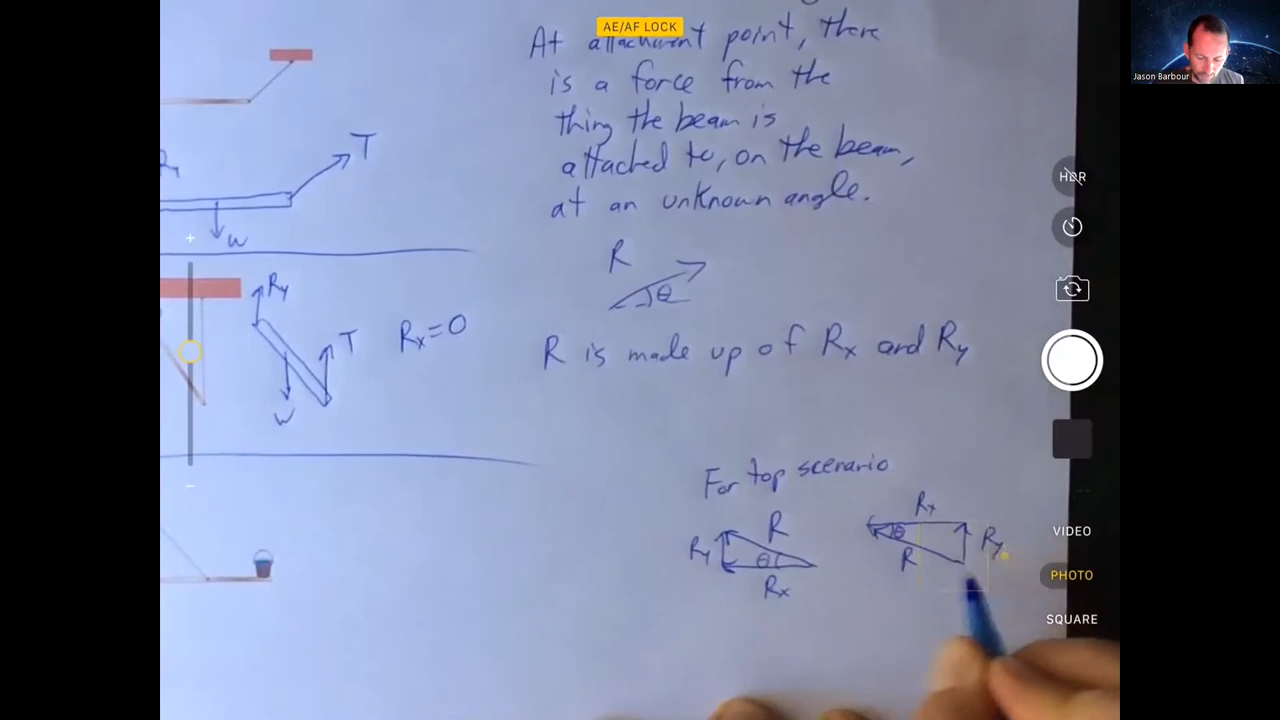 AE/AF LOCK
Jason Barbour
At attachment point, there
is a force from the
thing the beam is
attached to, on the beam,
at an unknown angle.
T
W
R
θ
Ry
T
Rx=0
W
R is made up of Rx and Ry
For top scenario
Ry
R
θ
Rx
Rx
θ
R
Ry
HDR
VIDEO
PHOTO
SQUARE